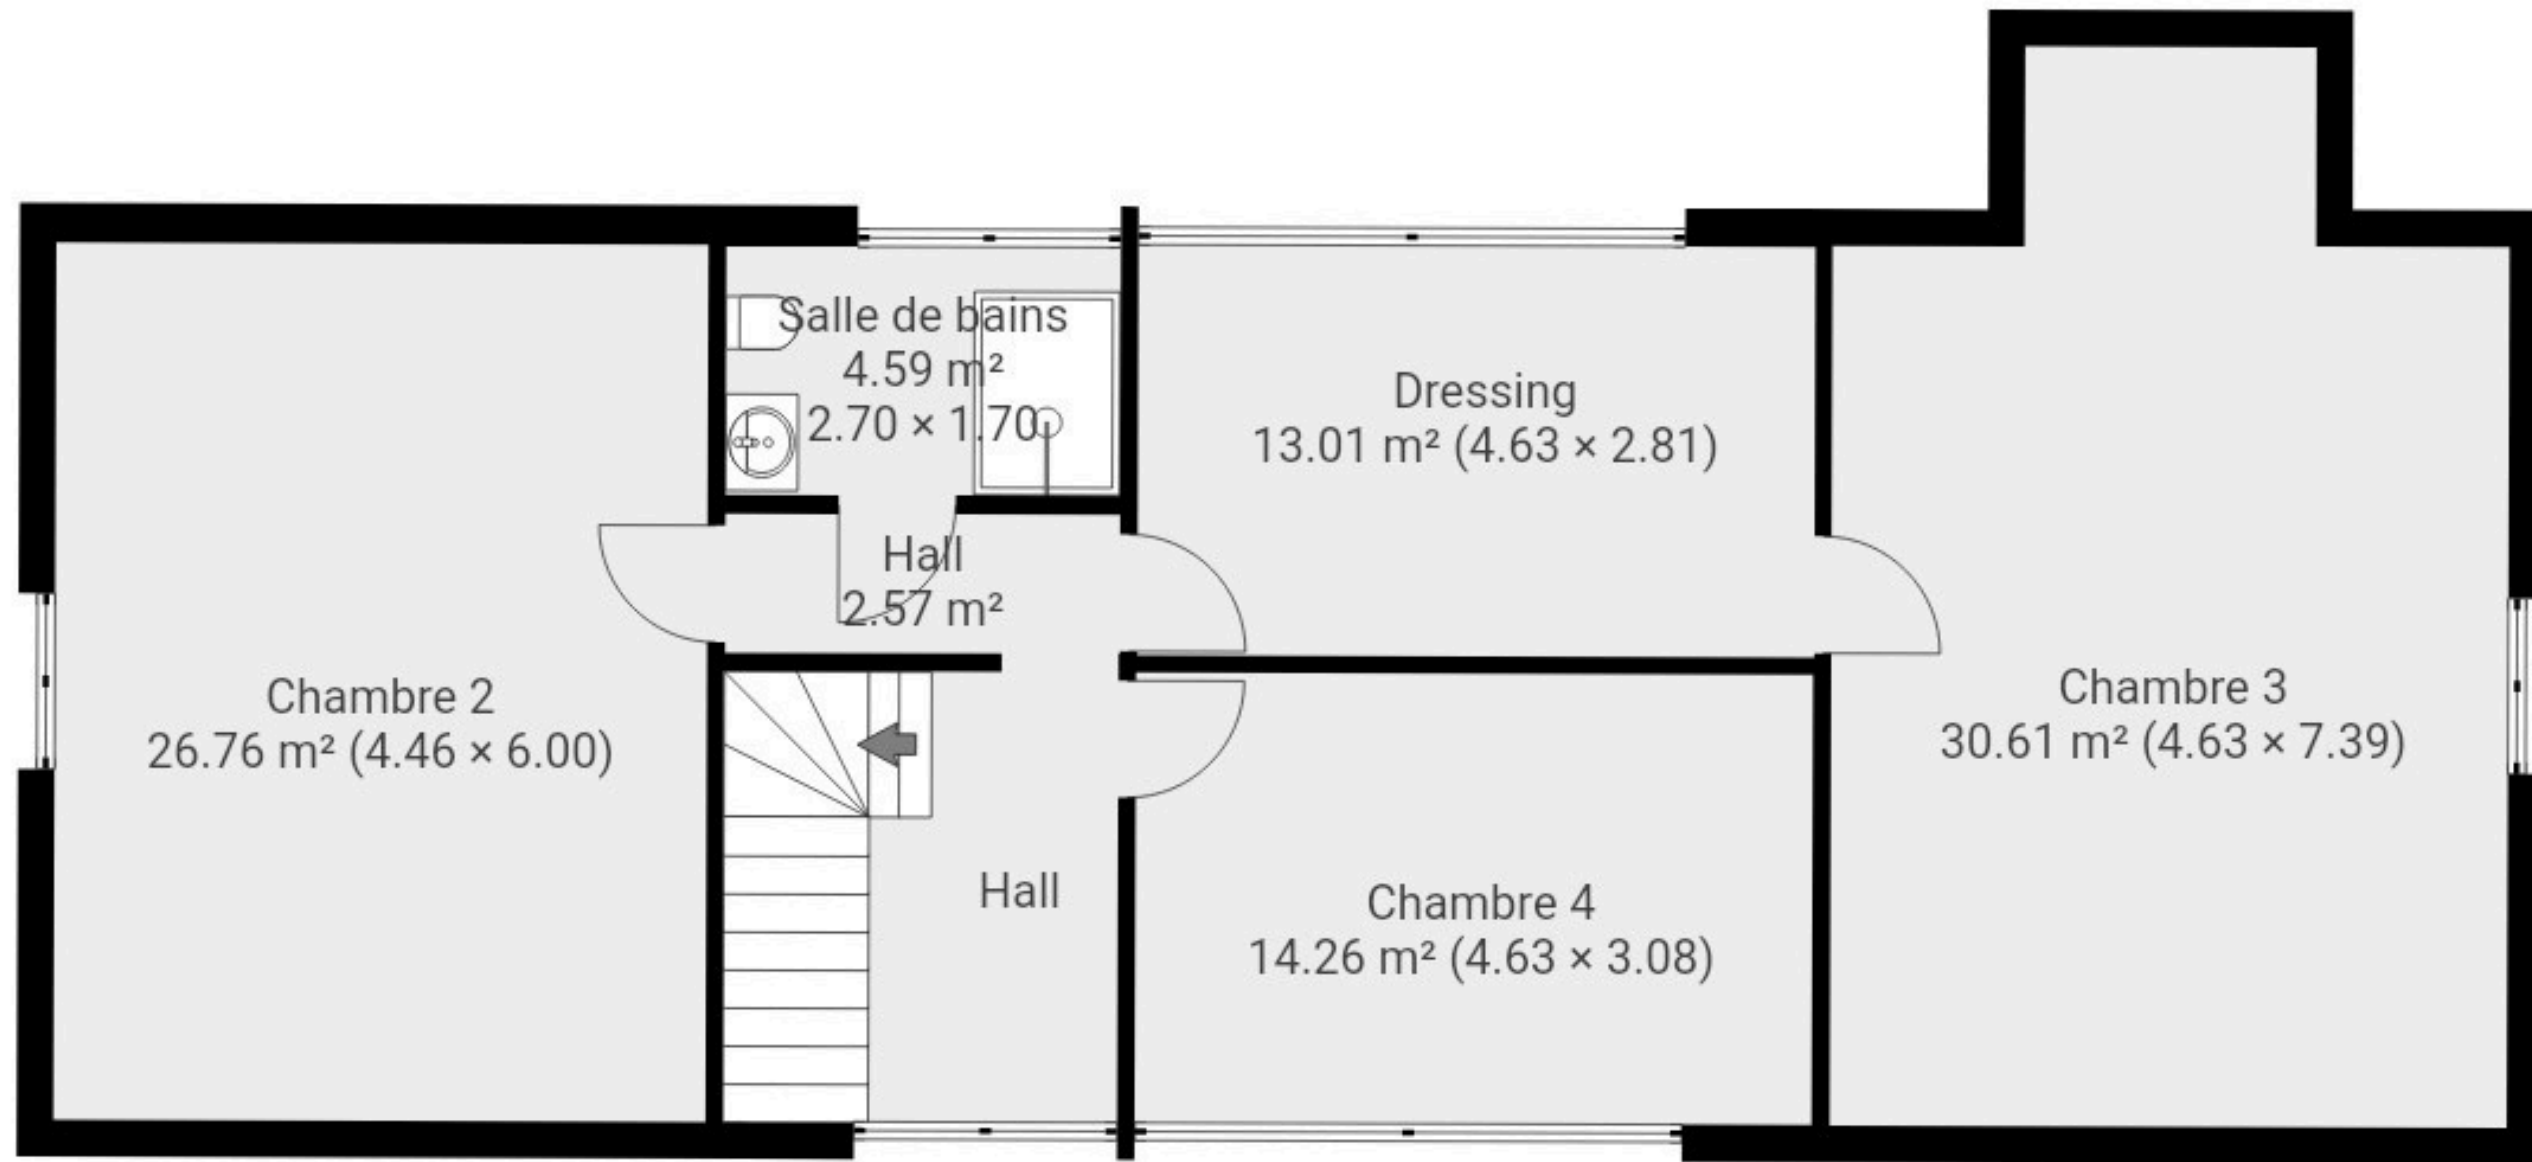 Salle de bains
4.59 m²
2.70 × 1.70
Dressing
13.01 m² (4.63 × 2.81)
Hall
2.57 m²
Chambre 2
26.76 m² (4.46 × 6.00)
Chambre 3
30.61 m² (4.63 × 7.39)
Hall
Chambre 4
14.26 m² (4.63 × 3.08)